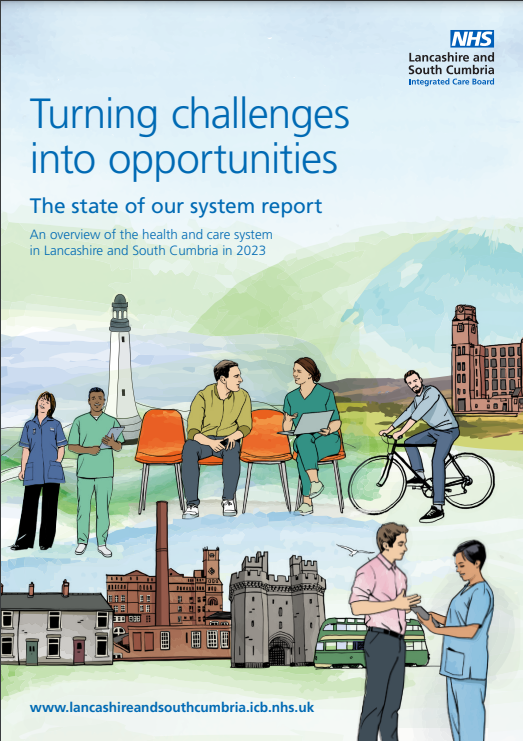 NHS
Lancashire and
South Cumbria
Integrated Care Board
Turning challenges
into opportunities
The state of our system report
An overview of the health and care system
in Lancashire and South Cumbria in 2023
www.lancashireandsouthcumbria.icb.nhs.uk